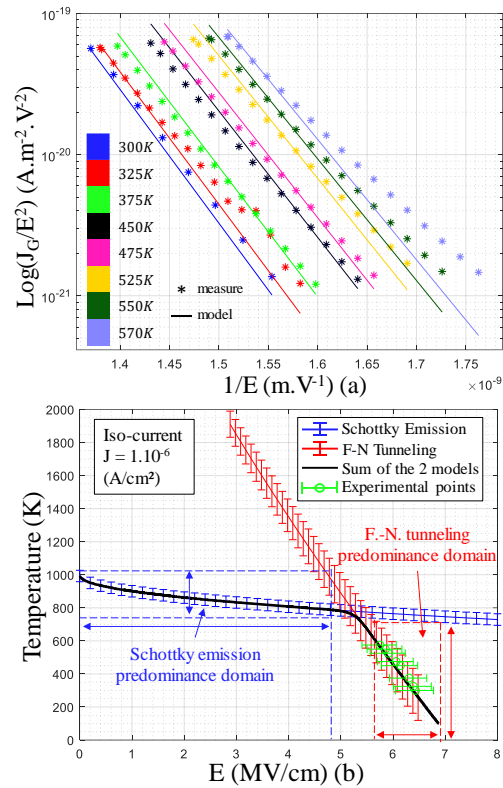 10-19
10-20
10-21
Log(JG/E2) (A.m-2.V-2)
300K
325K
375K
450K
475K
525K
550K
570K
* measure
— model
1.4 1.45 1.5 1.55 1.6 1.65 1.7 1.75
×10-9
1/E (m.V-1) (a)
2000
1800
1600
1400
1200
1000
800
600
400
200
0
Temperature (K)
Iso-current
J = 1.10-6
(A/cm²)
Schottky Emission
F-N Tunneling
Sum of the 2 models
Experimental points
F.-N. tunneling
predominance domain
Schottky emission
predominance domain
0 1 2 3 4 5 6 7 8
E (MV/cm) (b)